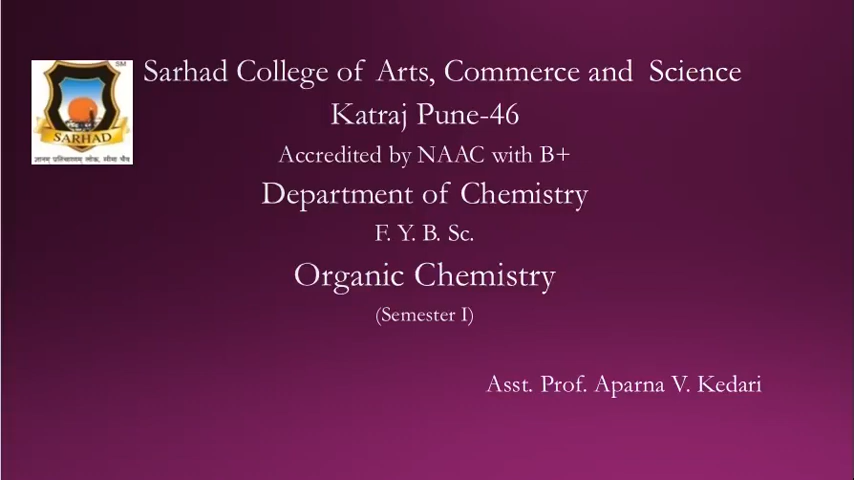 SM
Sarhad College of Arts, Commerce and Science
SARHAD
Katraj Pune-46
Accredited by NAAC with B+
Department of Chemistry
F. Y. B. Sc.
Organic Chemistry
(Semester I)
Asst. Prof. Aparna V. Kedari